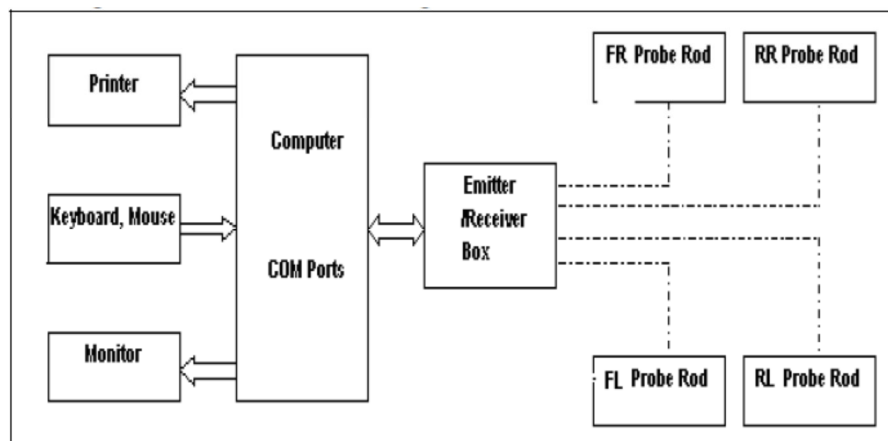 Printer
Keyboard, Mouse
Monitor
Computer
COM Ports
Emitter
/Receiver
Box
FR Probe Rod
RR Probe Rod
FL Probe Rod
RL Probe Rod